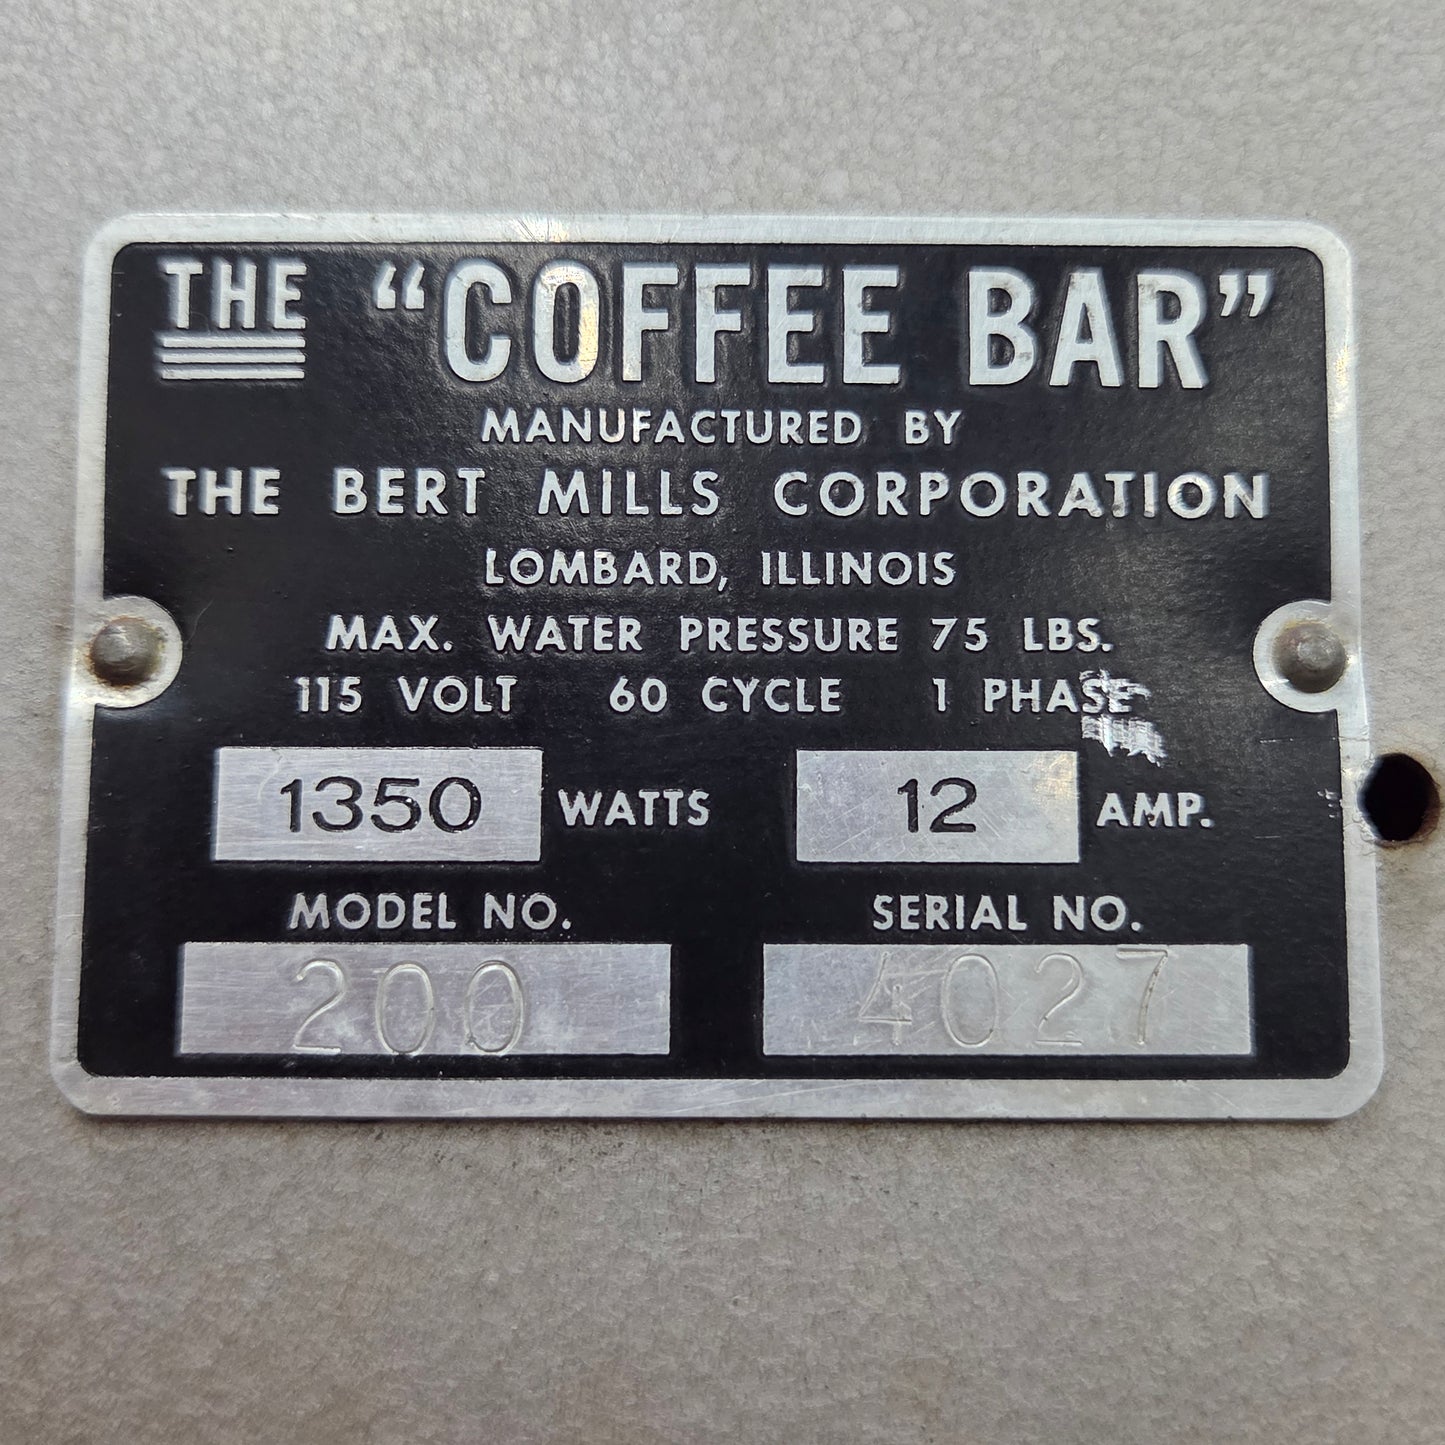 THE "COFFEE BAR"
MANUFACTURED BY
THE BERT MILLS CORPORATION
LOMBARD, ILLINOIS
MAX. WATER PRESSURE 75 LBS.
115 VOLT 60 CYCLE 1 PHASE
1350 WATTS 12 AMP.
MODEL NO. SERIAL NO.
200 4027